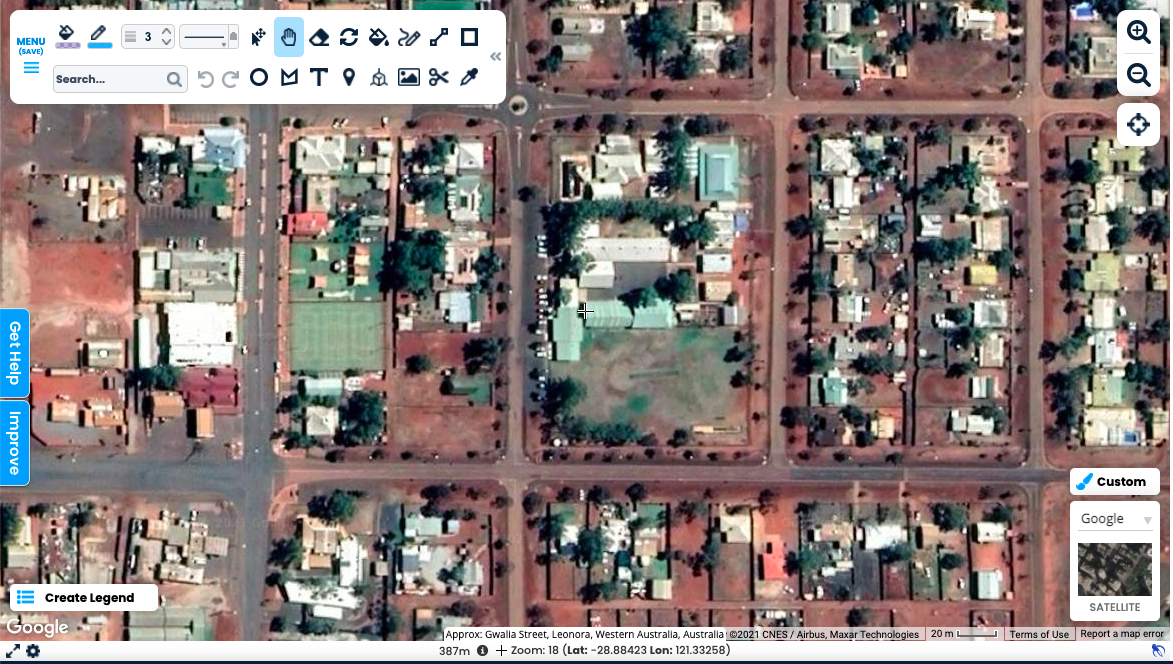 MENU
(SAVE)
3
Search...
«
Get Help
Improve
Custom
Google
SATELLITE
Create Legend
Google
Approx: Gwalia Street, Leonora, Western Australia, Australia ©2021 CNES / Airbus, Maxar Technologies 20 m Terms of Use Report a map error
387m Zoom: 18 (Lat: -28.88423 Lon: 121.33258)